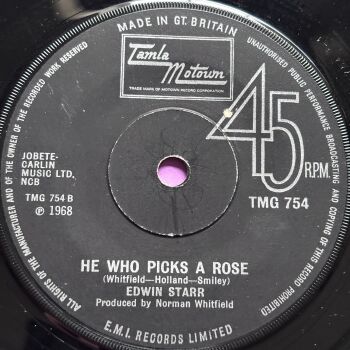 MADE IN GT. BRITAIN
UNAUTHORISED PUBLIC PERFORMANCE, BROADCASTING AND COPYING OF THIS RECORD PROHIBITED
ALL RIGHTS OF THE MANUFACTURER AND OF THE OWNER OF THE RECORDED WORK RESERVED
Tamla
Motown
TRADE MARK OF MOTOWN RECORD CORPORATION
45
R.P.M.
JOBETE-
CARLIN
MUSIC LTD,
NCB
TMG 754 B
℗ 1968
TMG 754
HE WHO PICKS A ROSE
(Whitfield—Holland—Smiley)
EDWIN STARR
Produced by Norman Whitfield
E.M.I. RECORDS LIMITED